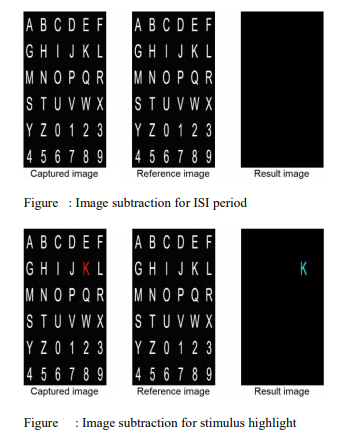 A B C D E F A B C D E F
G H I J K L G H I J K L
M N O P Q R M N O P Q R
S T U V W X S T U V W X
Y Z 0 1 2 3 Y Z 0 1 2 3
4 5 6 7 8 9 4 5 6 7 8 9
Captured image Reference image Result image
Figure : Image subtraction for ISI period
A B C D E F A B C D E F
G H I J K L G H I J K L K
M N O P Q R M N O P Q R
S T U V W X S T U V W X
Y Z 0 1 2 3 Y Z 0 1 2 3
4 5 6 7 8 9 4 5 6 7 8 9
Captured image Reference image Result image
Figure : Image subtraction for stimulus highlight